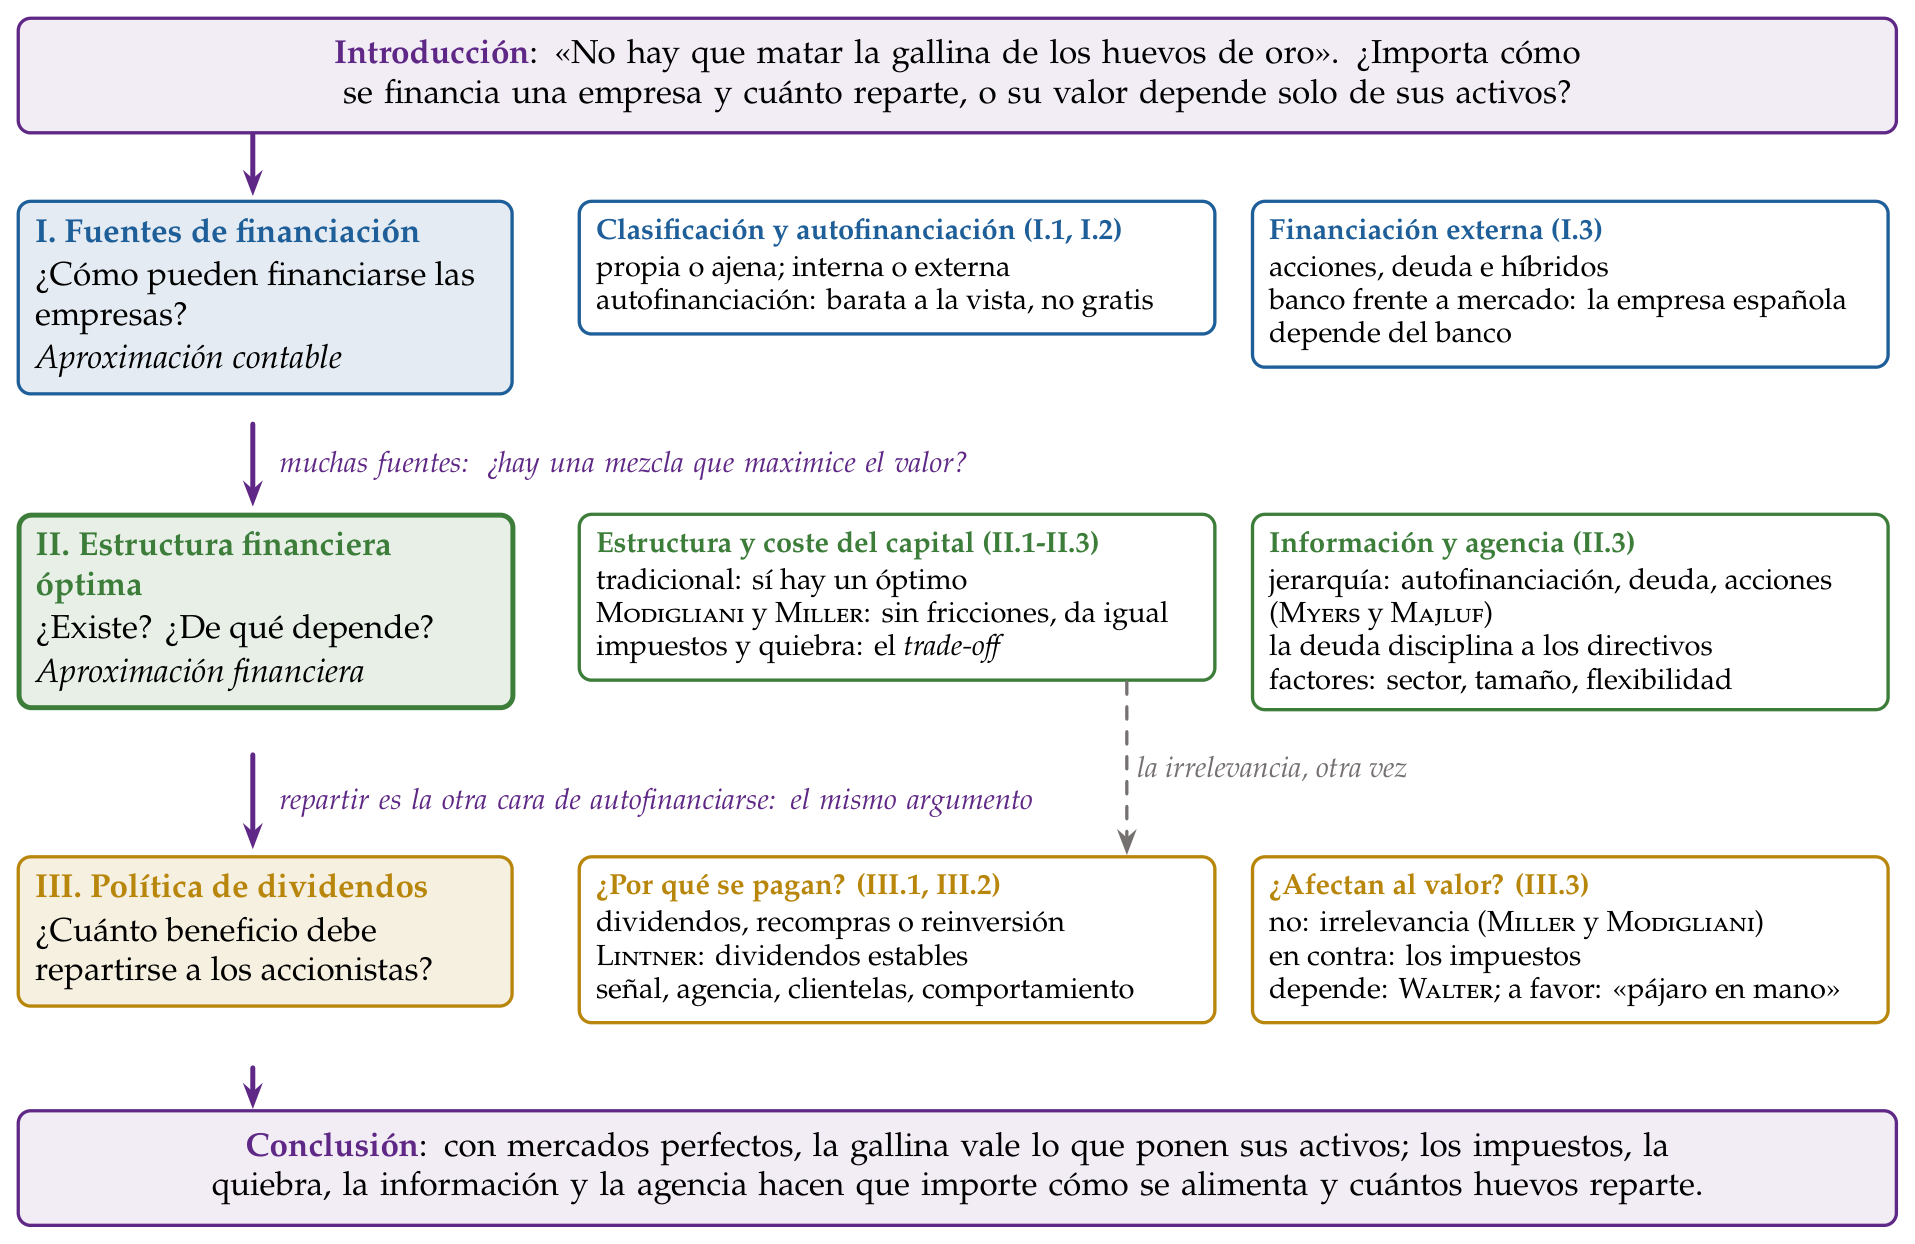 Introducción: «No hay que matar la gallina de los huevos de oro». ¿Importa cómo
se financia una empresa y cuánto reparte, o su valor depende solo de sus activos?
I. Fuentes de financiación
¿Cómo pueden financiarse las
empresas?
Aproximación contable
Clasificación y autofinanciación (I.1, I.2)
propia o ajena; interna o externa
autofinanciación: barata a la vista, no gratis
Financiación externa (I.3)
acciones, deuda e híbridos
banco frente a mercado: la empresa española
depende del banco
muchas fuentes: ¿hay una mezcla que maximice el valor?
II. Estructura financiera
óptima
¿Existe? ¿De qué depende?
Aproximación financiera
Estructura y coste del capital (II.1-II.3)
tradicional: sí hay un óptimo
Modigliani y Miller: sin fricciones, da igual
impuestos y quiebra: el trade-off
Información y agencia (II.3)
jerarquía: autofinanciación, deuda, acciones
(Myers y Majluf)
la deuda disciplina a los directivos
factores: sector, tamaño, flexibilidad
la irrelevancia, otra vez
repartir es la otra cara de autofinanciarse: el mismo argumento
III. Política de dividendos
¿Cuánto beneficio debe
repartirse a los accionistas?
¿Por qué se pagan? (III.1, III.2)
dividendos, recompras o reinversión
Lintner: dividendos estables
señal, agencia, clientelas, comportamiento
¿Afectan al valor? (III.3)
no: irrelevancia (Miller y Modigliani)
en contra: los impuestos
depende: Walter; a favor: «pájaro en mano»
Conclusión: con mercados perfectos, la gallina vale lo que ponen sus activos; los impuestos, la
quiebra, la información y la agencia hacen que importe cómo se alimenta y cuántos huevos reparte.